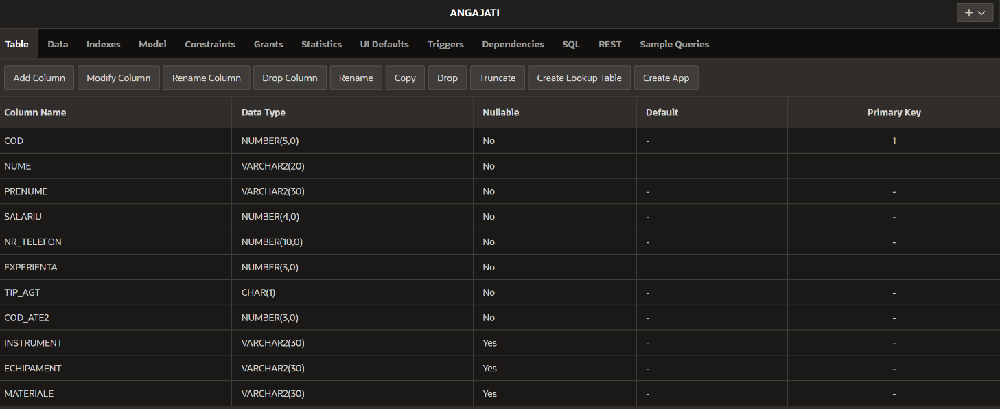 ANGAJATI
Table Data Indexes Model Constraints Grants Statistics UI Defaults Triggers Dependencies SQL REST Sample Queries
Add Column Modify Column Rename Column Drop Column Rename Copy Drop Truncate Create Lookup Table Create App
Column Name Data Type Nullable Default Primary Key
COD NUMBER(5,0) No - 1
NUME VARCHAR2(20) No - -
PRENUME VARCHAR2(30) No - -
SALARIU NUMBER(4,0) No - -
NR_TELEFON NUMBER(10,0) No - -
EXPERIENTA NUMBER(3,0) No - -
TIP_AGT CHAR(1) No - -
COD_ATE2 NUMBER(3,0) No - -
INSTRUMENT VARCHAR2(30) Yes - -
ECHIPAMENT VARCHAR2(30) Yes - -
MATERIALE VARCHAR2(30) Yes - -